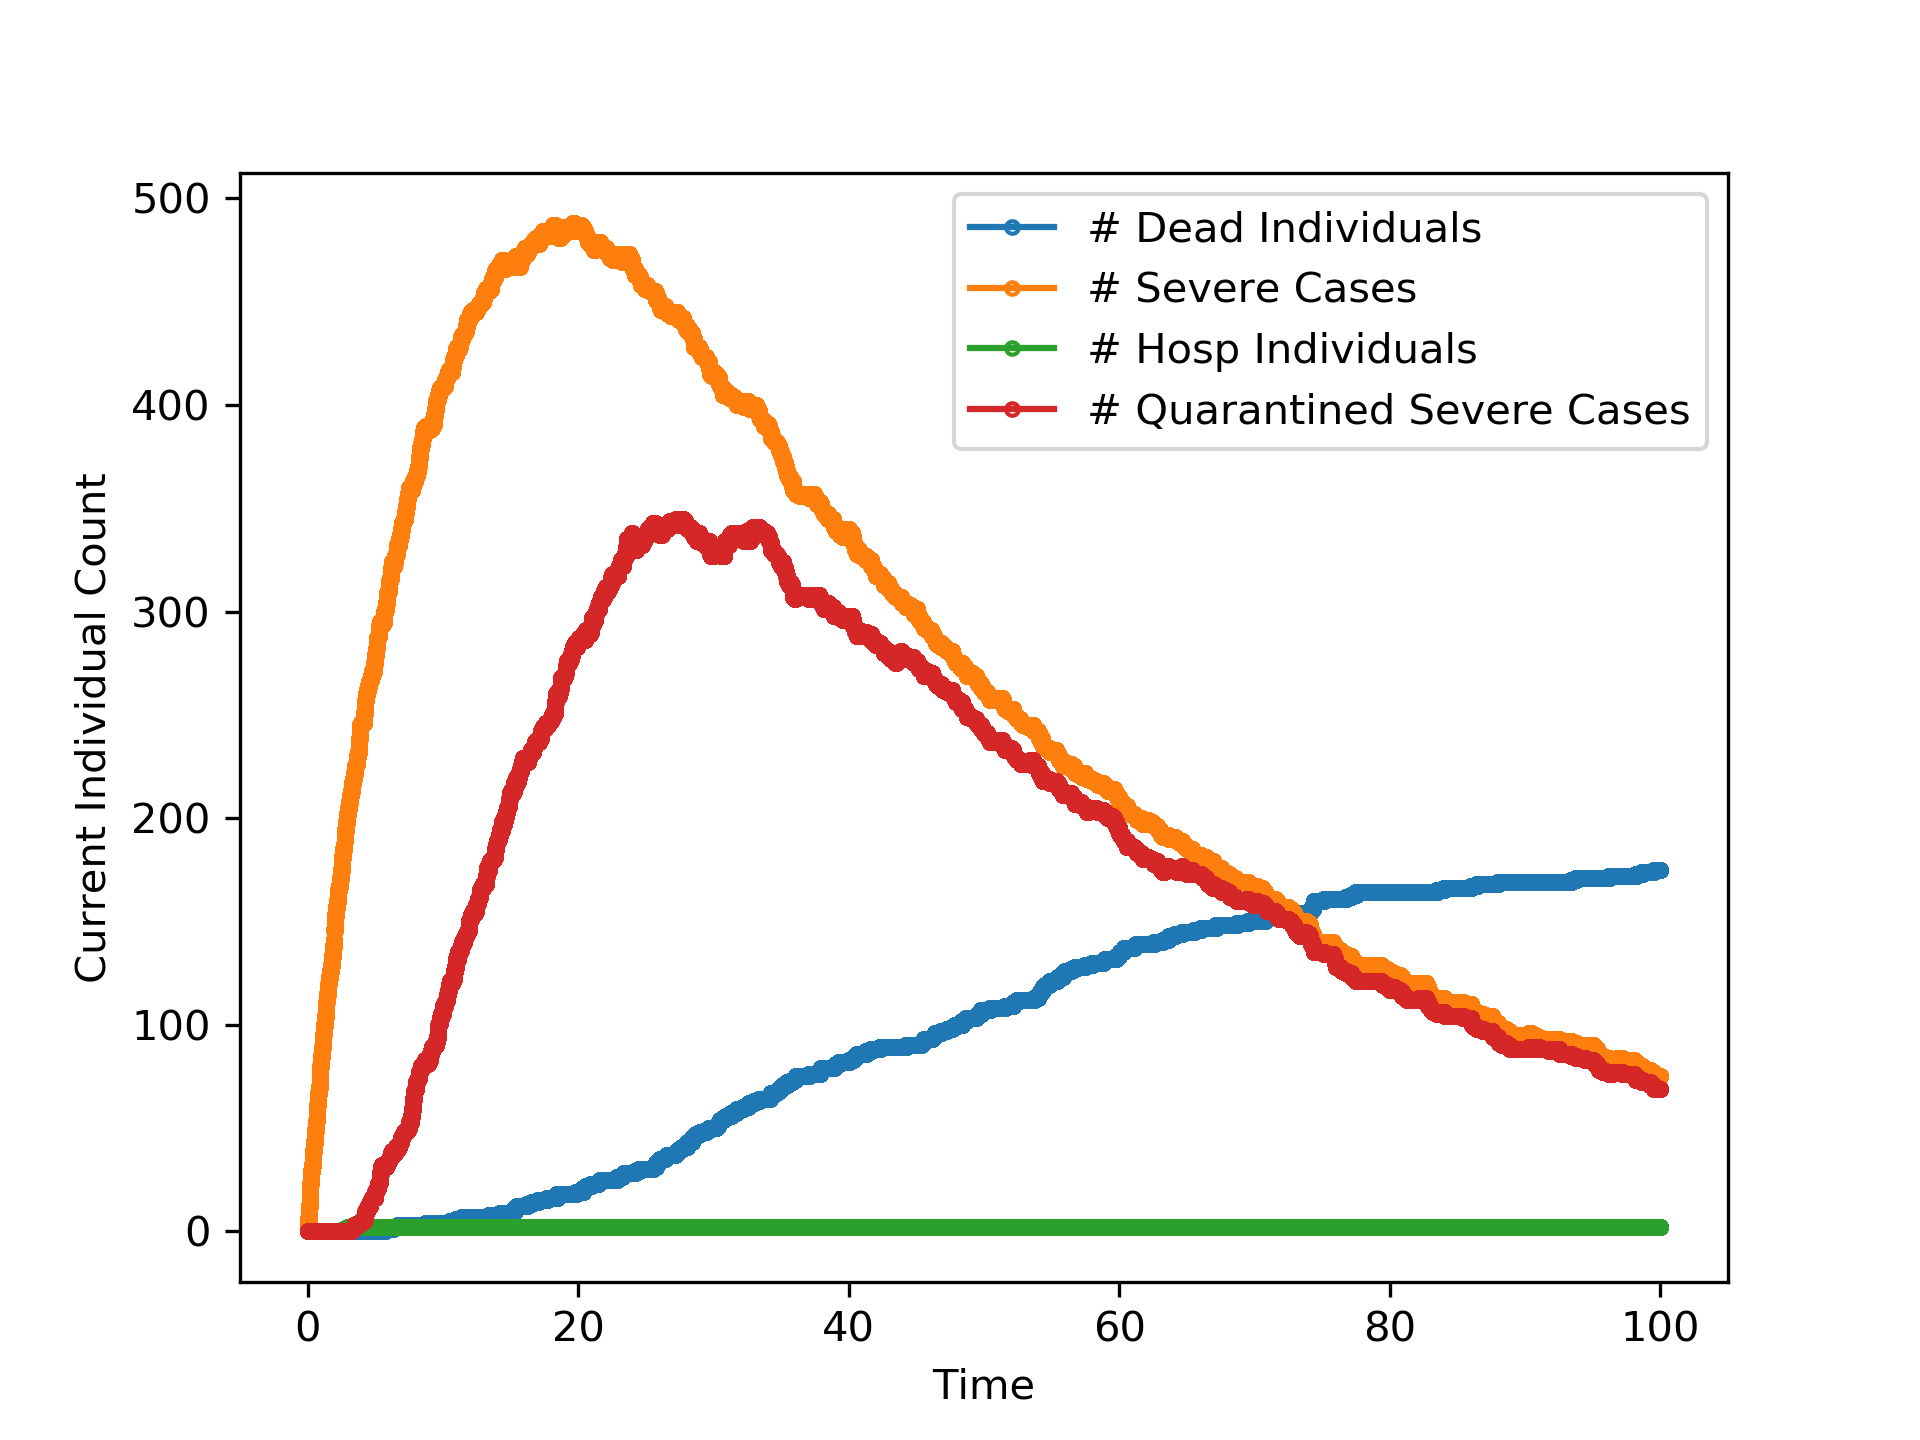 # Dead Individuals
# Severe Cases
# Hosp Individuals
# Quarantined Severe Cases
500
400
300
200
100
0
Current Individual Count
0 20 40 60 80 100
Time